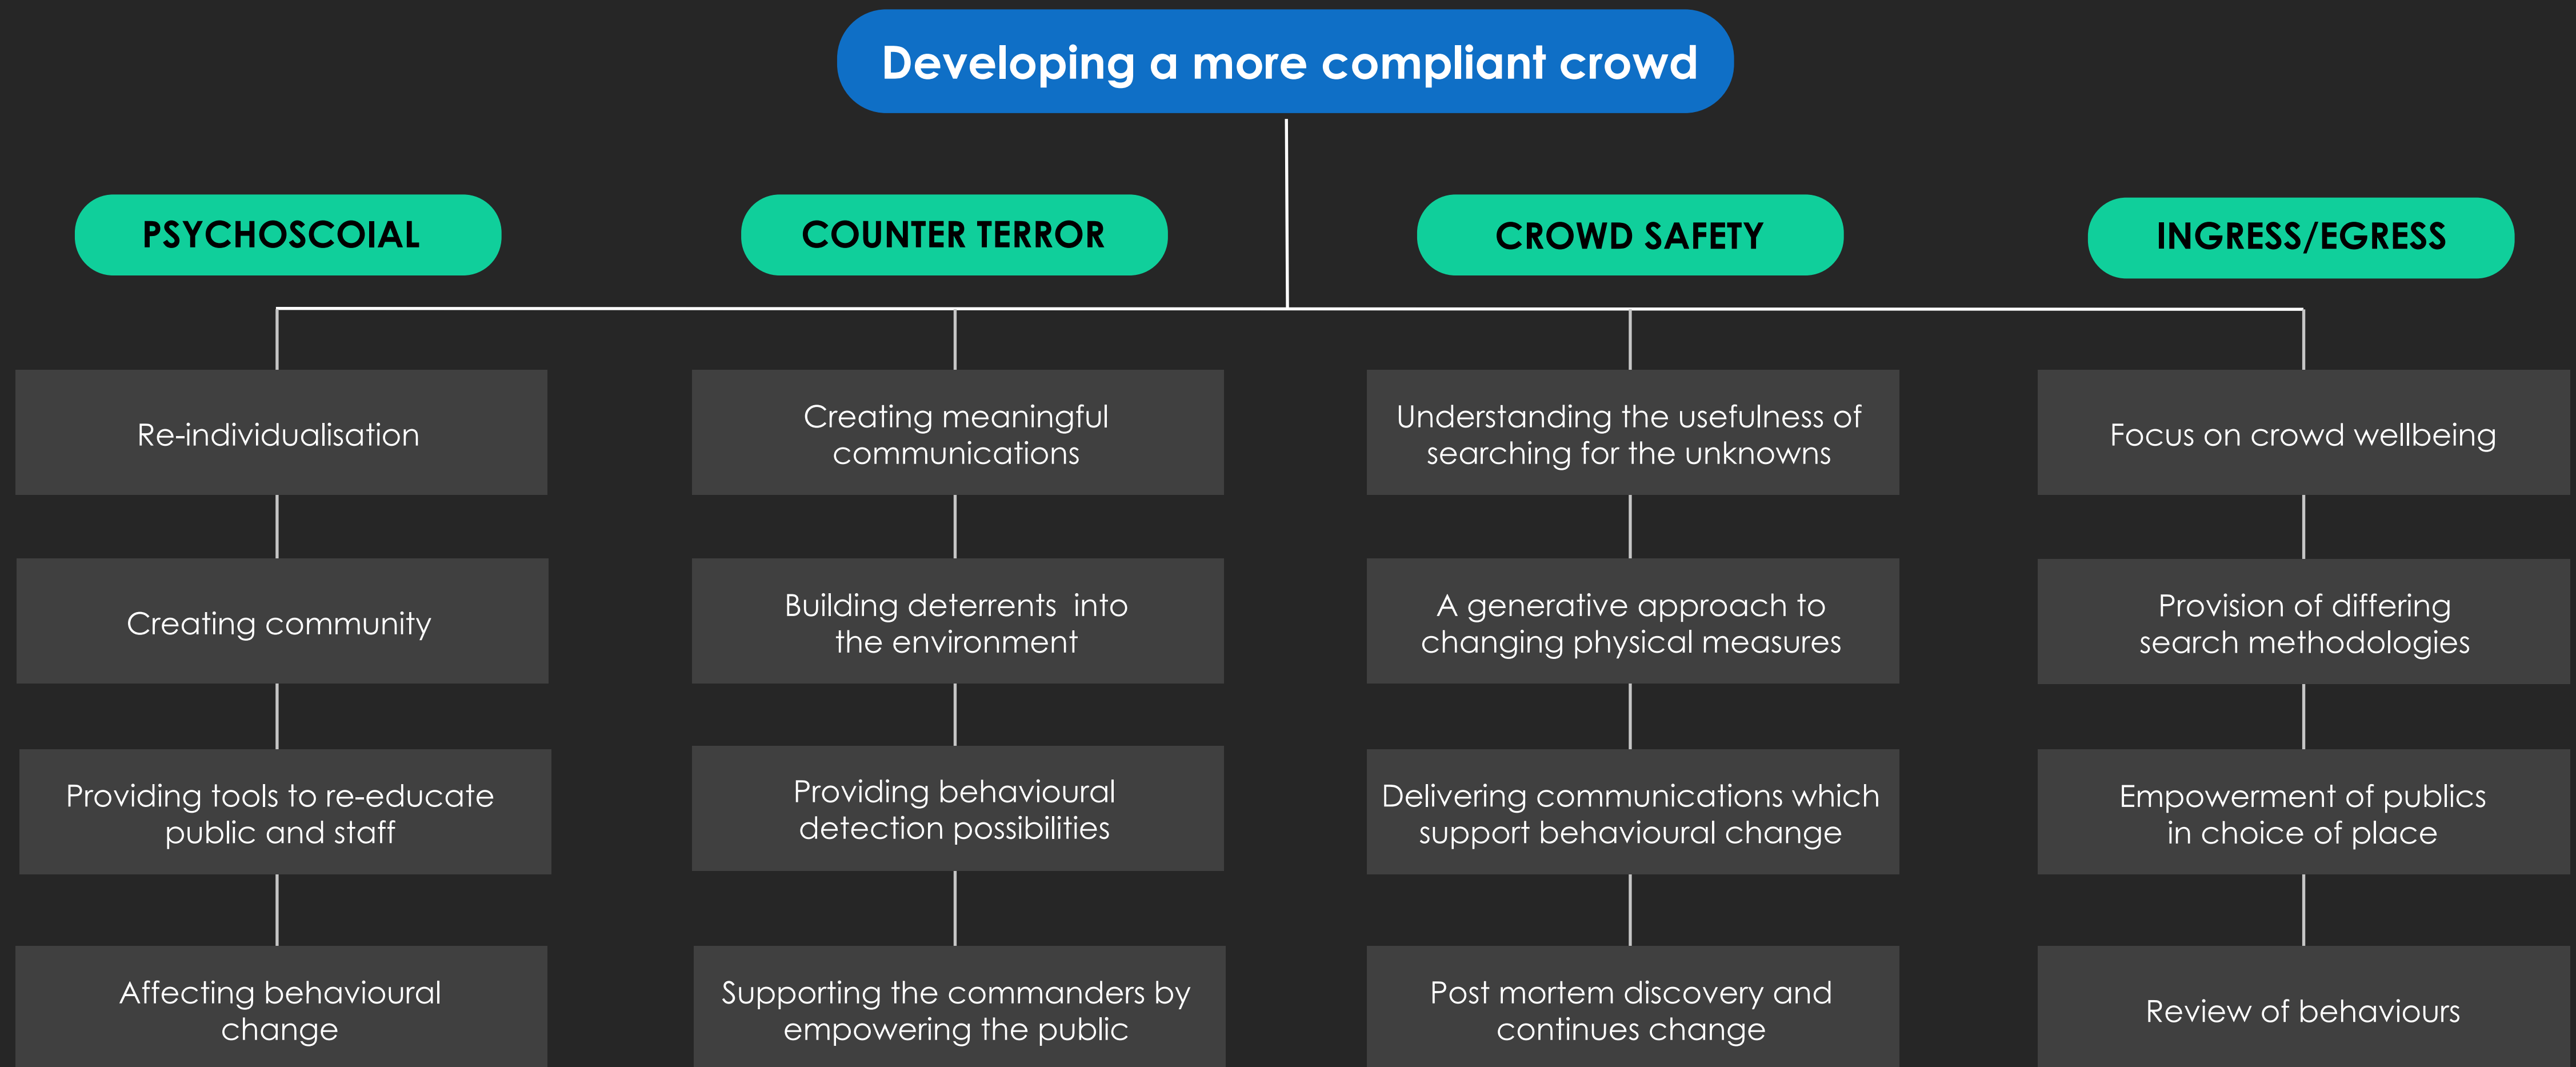 Developing a more compliant crowd
PSYCHOSCOIAL
COUNTER TERROR
CROWD SAFETY
INGRESS/EGRESS
Re-individualisation
Creating meaningful
communications
Understanding the usefulness of
searching for the unknowns
Focus on crowd wellbeing
Creating community
Building deterrents into
the environment
A generative approach to
changing physical measures
Provision of differing
search methodologies
Providing tools to re-educate
public and staff
Providing behavioural
detection possibilities
Delivering communications which
support behavioural change
Empowerment of publics
in choice of place
Affecting behavioural
change
Supporting the commanders by
empowering the public
Post mortem discovery and
continues change
Review of behaviours